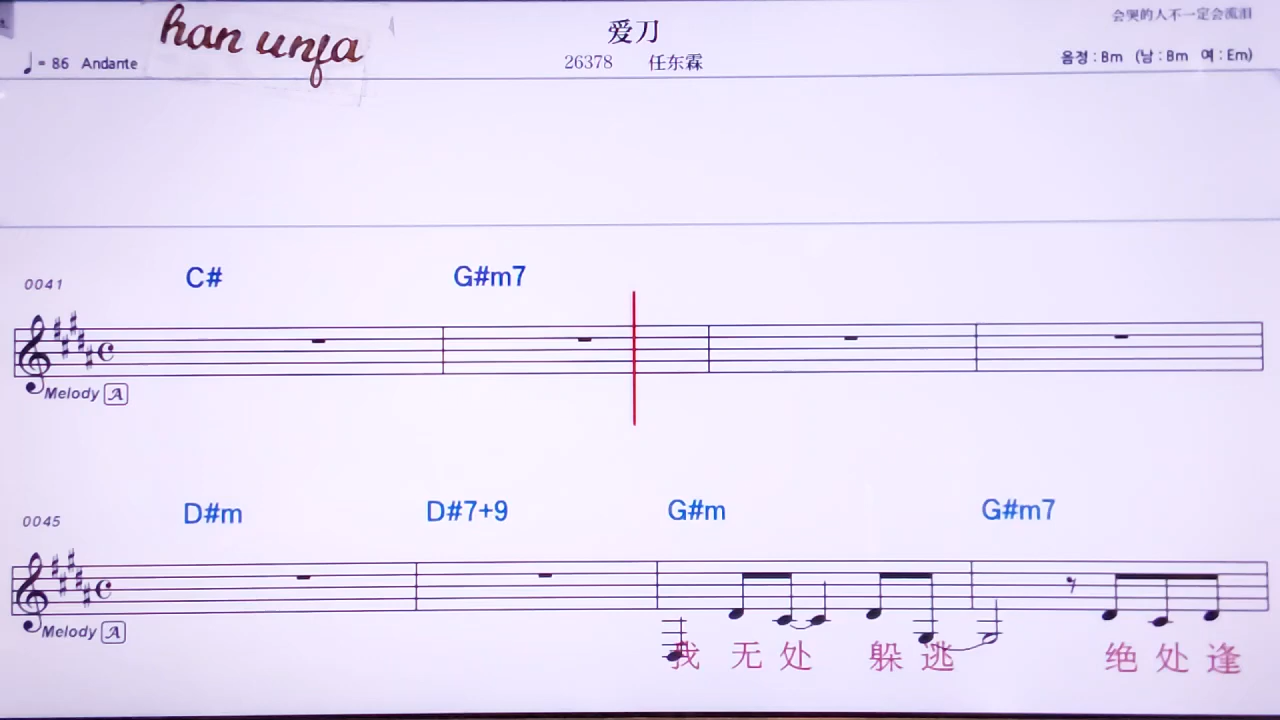 han unfa
爱刀
会哭的人不一定会流泪
♩= 86 Andante
26378 任东霖
음정 : Bm (남 : Bm 여 : Em)
0041 C# G#m7
Melody A
0045 D#m D#7+9 G#m G#m7
Melody A
我 无 处 躲 逃 绝 处 逢